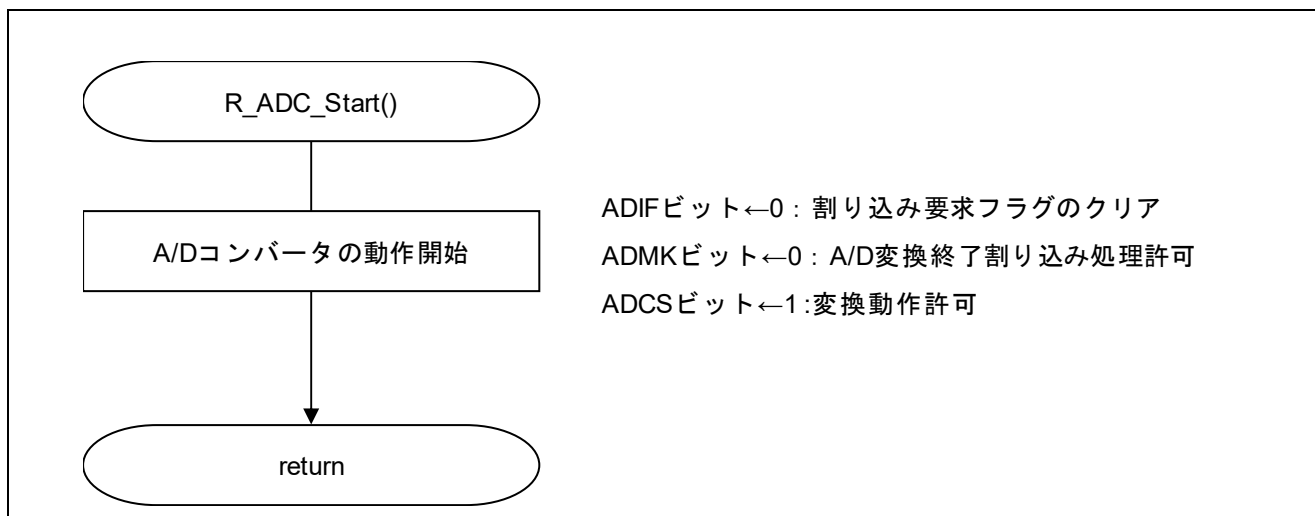 R_ADC_Start()
A/Dコンバータの動作開始
ADIFビット←0：割り込み要求フラグのクリア
ADMKビット←0：A/D変換終了割り込み処理許可
ADCSビット←1:変換動作許可
return